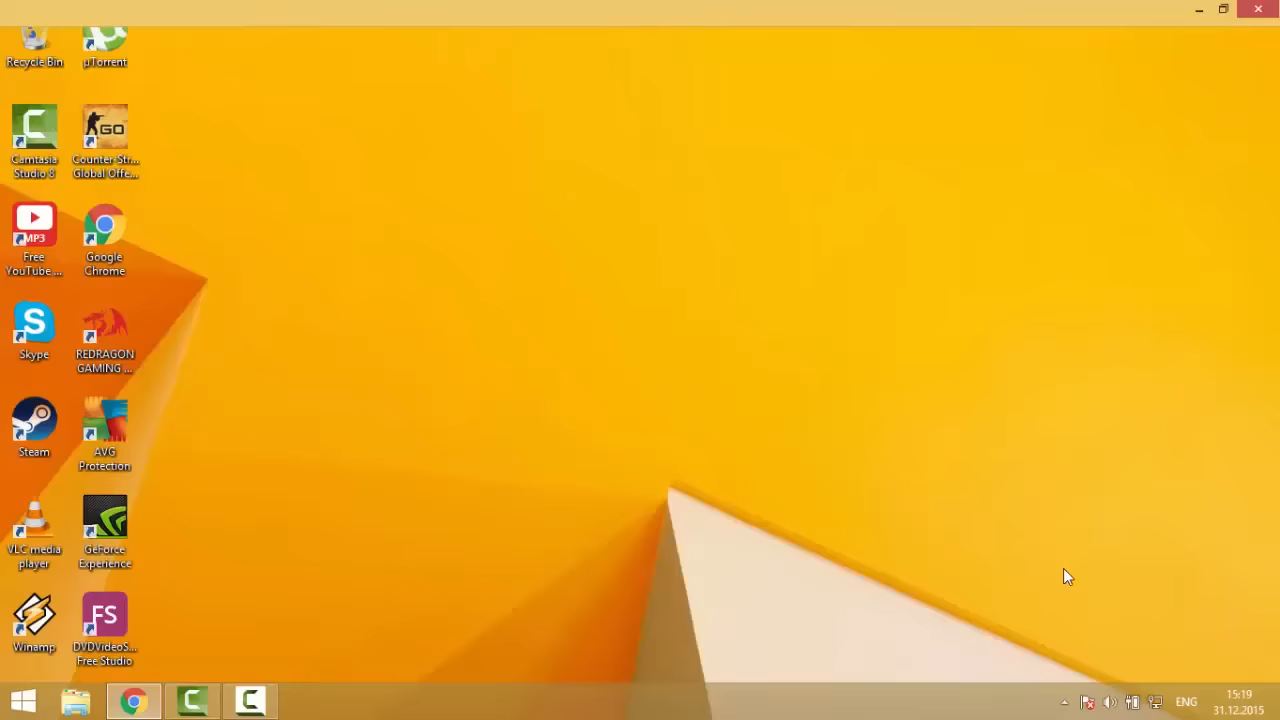 Recycle Bin
µTorrent
Camtasia
Studio 8
GO
Counter-Str...
Global Offe...
MP3
Free
YouTube ...
Google
Chrome
S
Skype
REDRAGON
GAMING ...
Steam
AVG
Protection
VLC media
player
GeForce
Experience
Winamp
FS
DVDVideoS...
Free Studio
ENG
15:19
31.12.2015